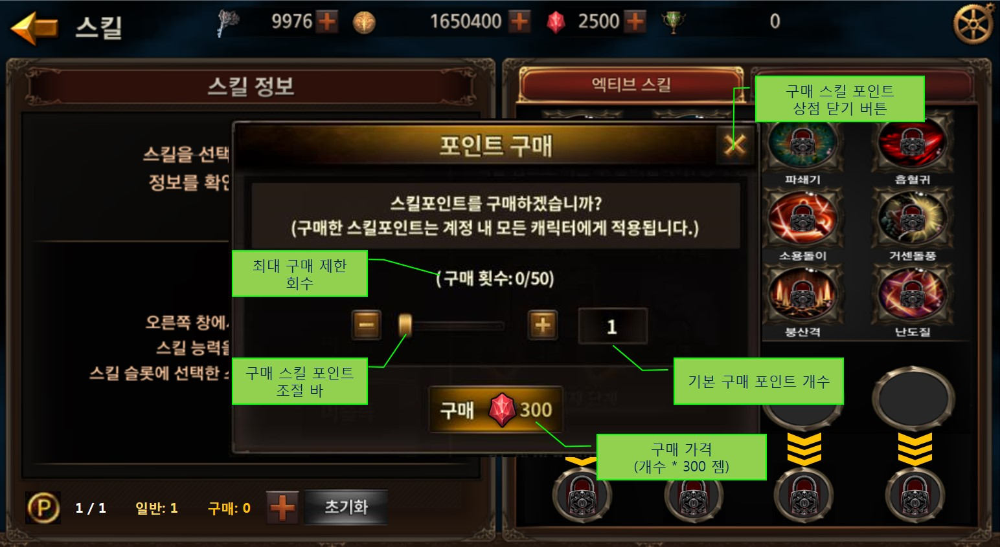 스킬
9976
1650400
2500
0
스킬 정보
엑티브 스킬
구매 스킬 포인트
상점 닫기 버튼
포인트 구매
스킬을 선택
정보를 확인
스킬포인트를 구매하겠습니까?
(구매한 스킬포인트는 계정 내 모든 캐릭터에게 적용됩니다.)
파쇄기
흡혈귀
최대 구매 제한
회수
( 구매 횟수: 0/50)
소용돌이
거센돌풍
1
오른쪽 창에서
스킬 능력을
스킬 슬롯에 선택한
붕산격
난도질
구매 스킬 포인트
조절 바
기본 구매 포인트 개수
구매 300
구매 가격
(개수 * 300 젬)
P 1 / 1 일반: 1 구매: 0
초기화